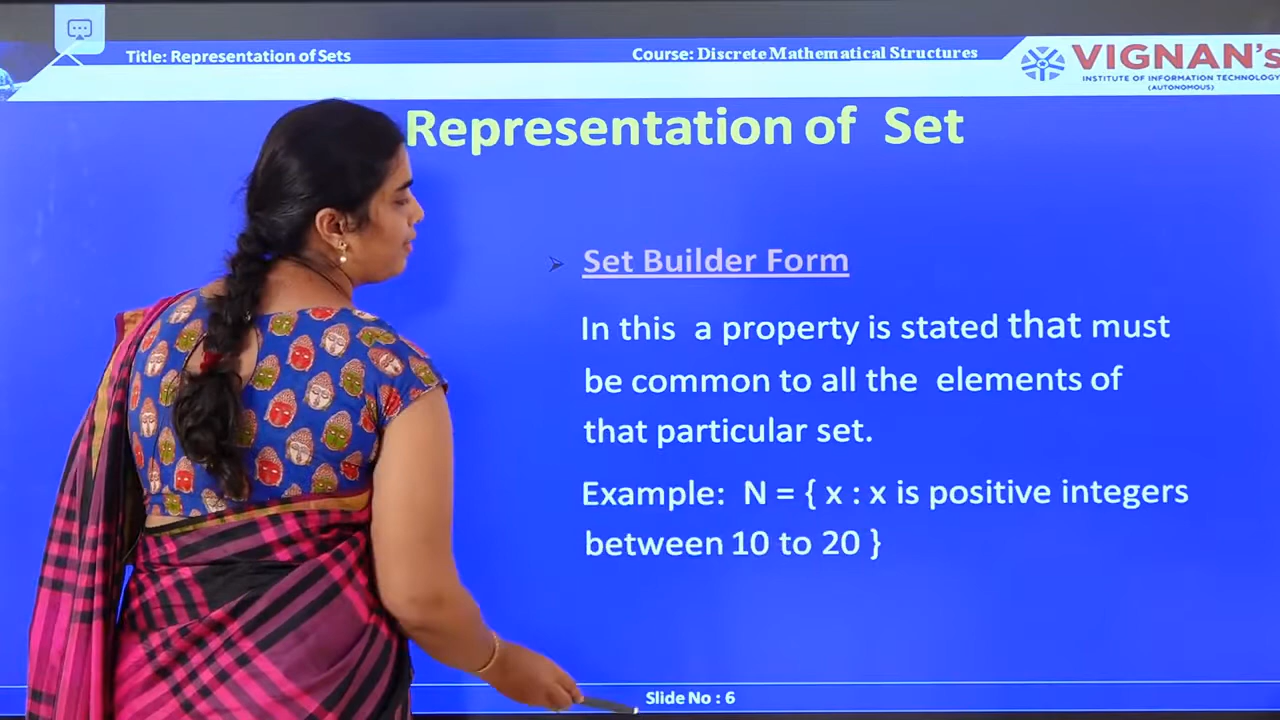 Title: Representation of Sets
Course: Discrete Mathematical Structures
VIGNAN's
INSTITUTE OF INFORMATION TECHNOLOGY
(AUTONOMOUS)
Representation of Set
Set Builder Form
In this a property is stated that must
be common to all the elements of
that particular set.
Example: N = { x : x is positive integers
between 10 to 20 }
Slide No : 6